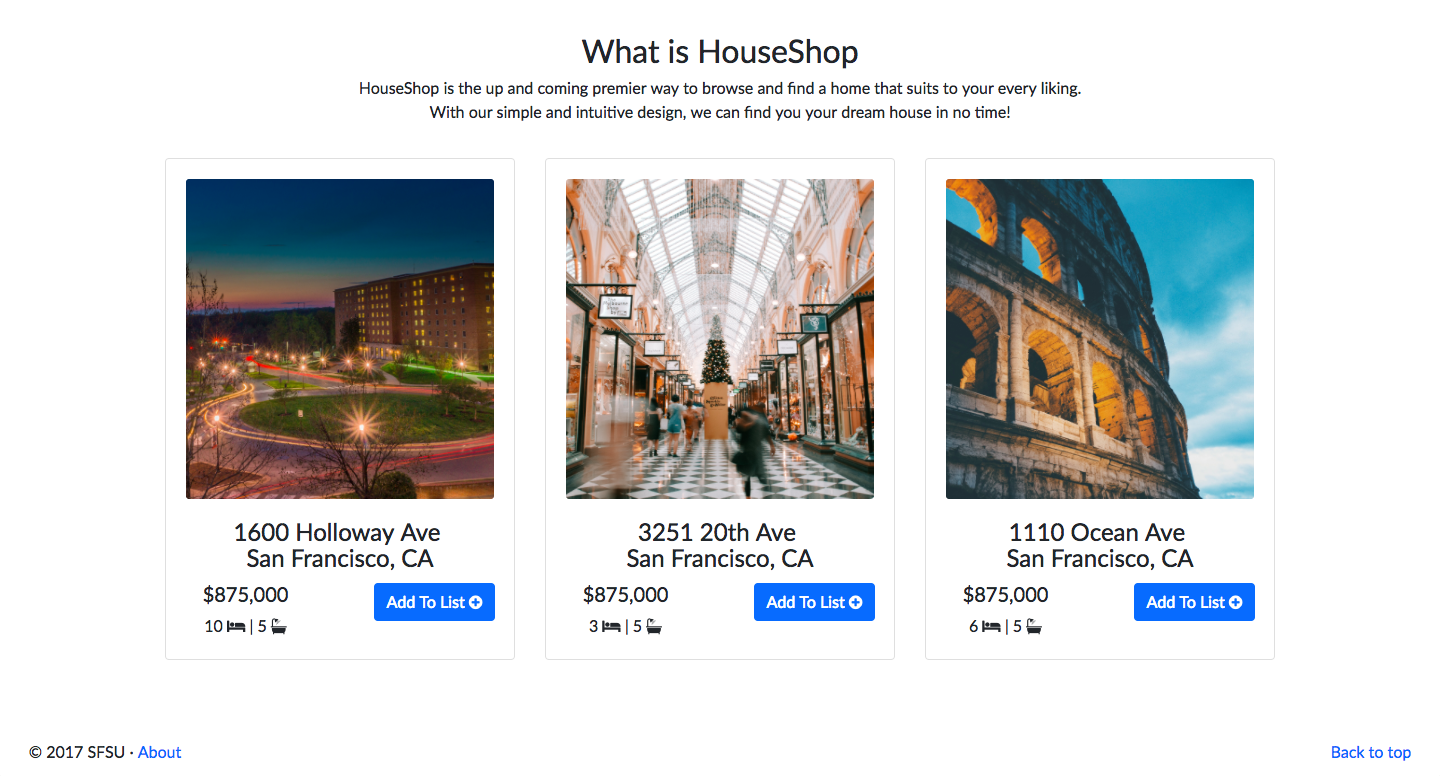 What is HouseShop
HouseShop is the up and coming premier way to browse and find a home that suits to your every liking.
With our simple and intuitive design, we can find you your dream house in no time!
1600 Holloway Ave
San Francisco, CA
$875,000
Add To List
10 | 5
3251 20th Ave
San Francisco, CA
$875,000
Add To List
3 | 5
1110 Ocean Ave
San Francisco, CA
$875,000
Add To List
6 | 5
© 2017 SFSU · About
Back to top